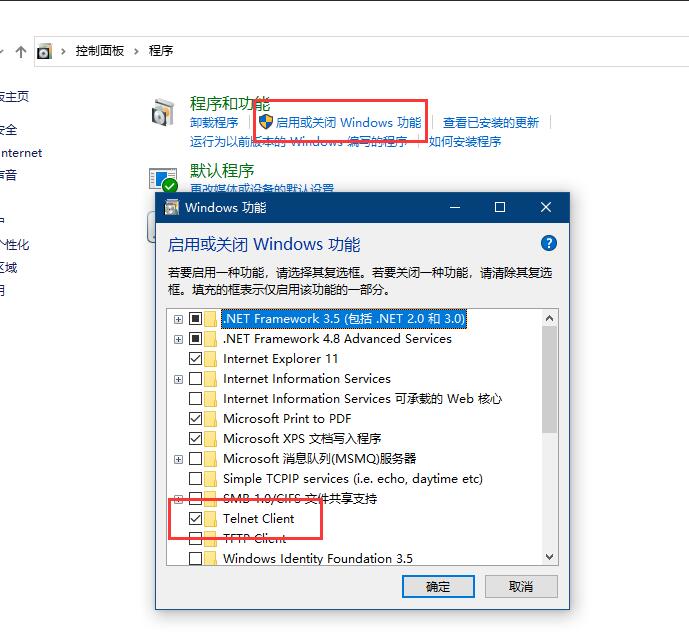 控制面板 › 程序
板主页
安全
Internet
声音
个性化
区域
程序和功能
卸载程序
启用或关闭 Windows 功能
查看已安装的更新
运行为以前版本的 Windows 编写的程序
如何安装程序
默认程序
更改媒体或设备的默认设置
Windows 功能
启用或关闭 Windows 功能
若要启用一种功能，请选择其复选框。若要关闭一种功能，请清除其复选
框。填充的框表示仅启用该功能的一部分。
.NET Framework 3.5 (包括 .NET 2.0 和 3.0)
.NET Framework 4.8 Advanced Services
Internet Explorer 11
Internet Information Services
Internet Information Services 可承载的 Web 核心
Microsoft Print to PDF
Microsoft XPS 文档写入程序
Microsoft 消息队列(MSMQ)服务器
Simple TCPIP services (i.e. echo, daytime etc)
SMB 1.0/CIFS 文件共享支持
Telnet Client
TFTP Client
Windows Identity Foundation 3.5
确定
取消